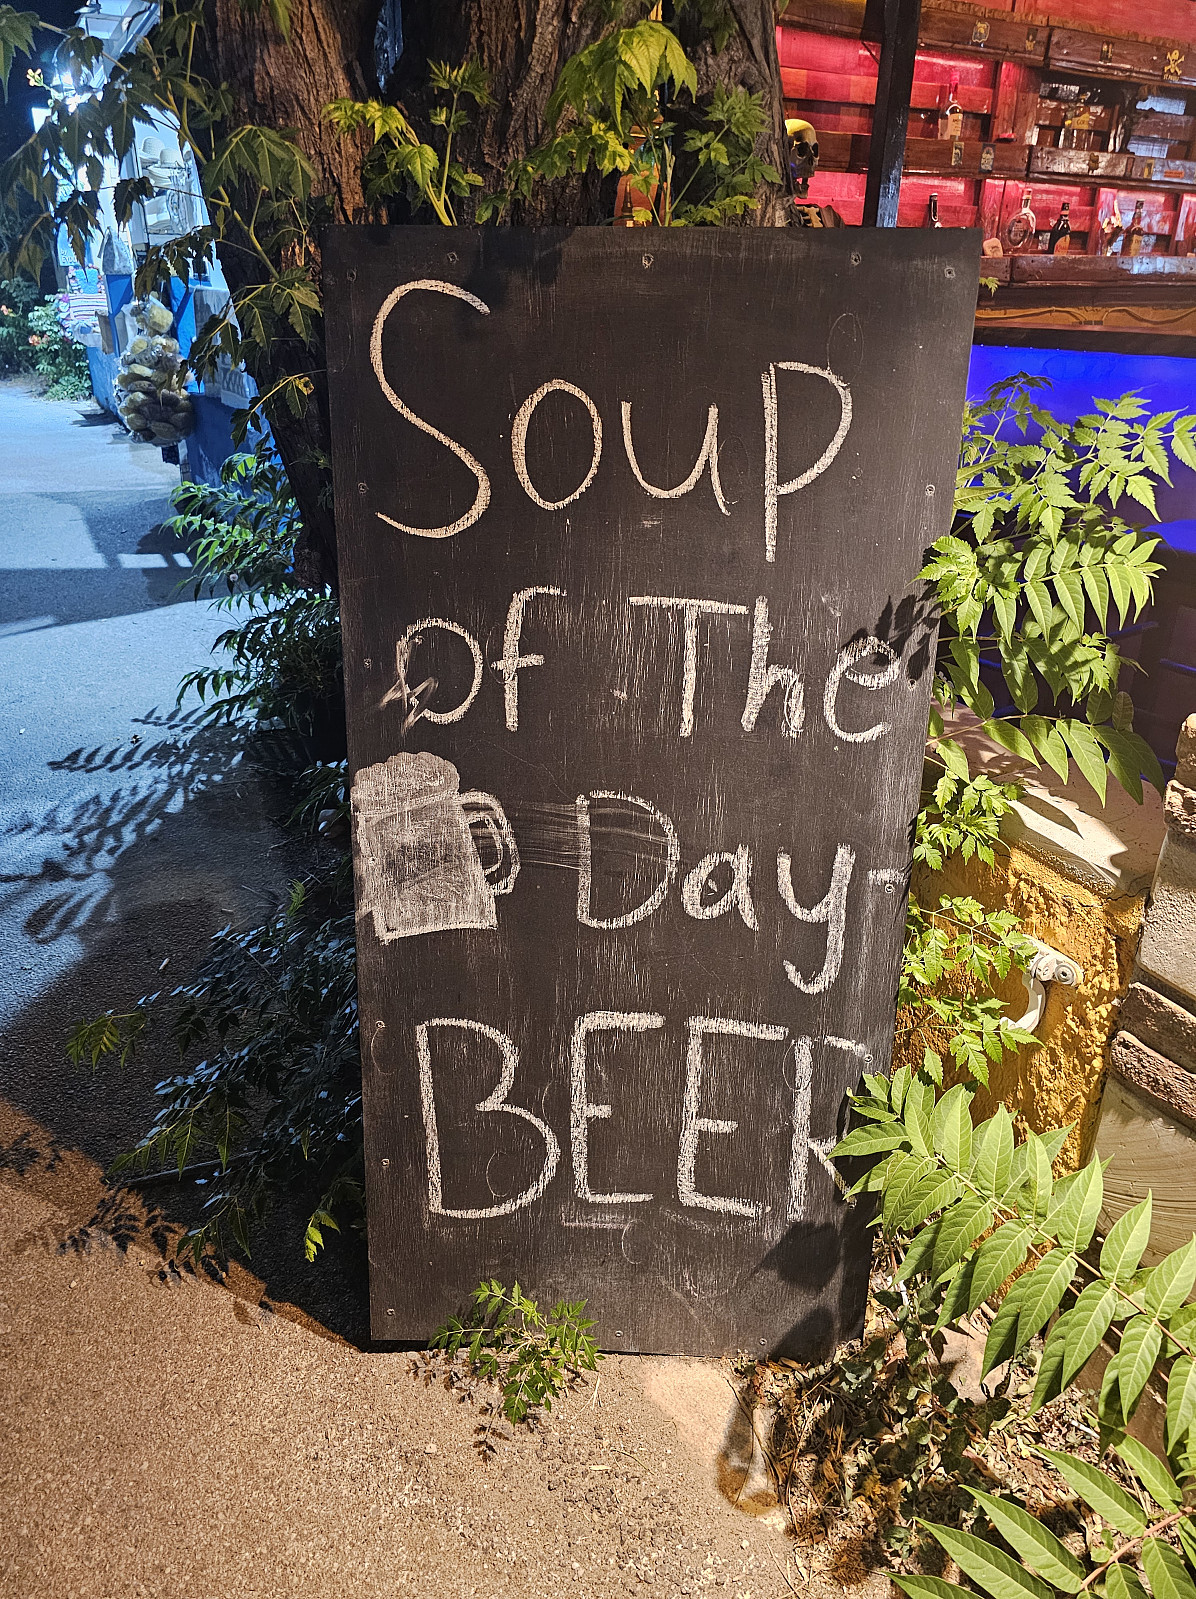 Soup
of The
Day-
BEER